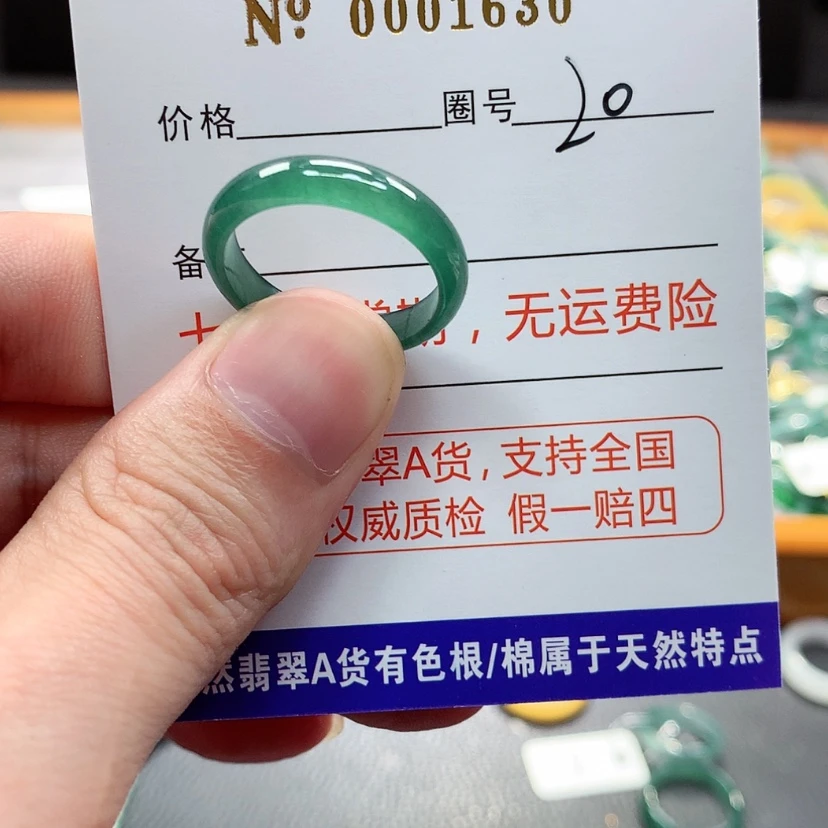 Nº 0001630
价格 圈号 20
备
，无运费险
翠A货，支持全国
权威质检 假一赔四
然翡翠A货有色根/棉属于天然特点